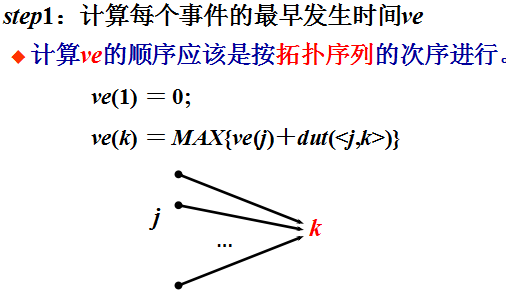 step1：计算每个事件的最早发生时间ve
◆计算ve的顺序应该是按拓扑序列的次序进行。
ve(1) ＝ 0;
ve(k) ＝ MAX{ve(j)＋dut(<j,k>)}
j
...
k